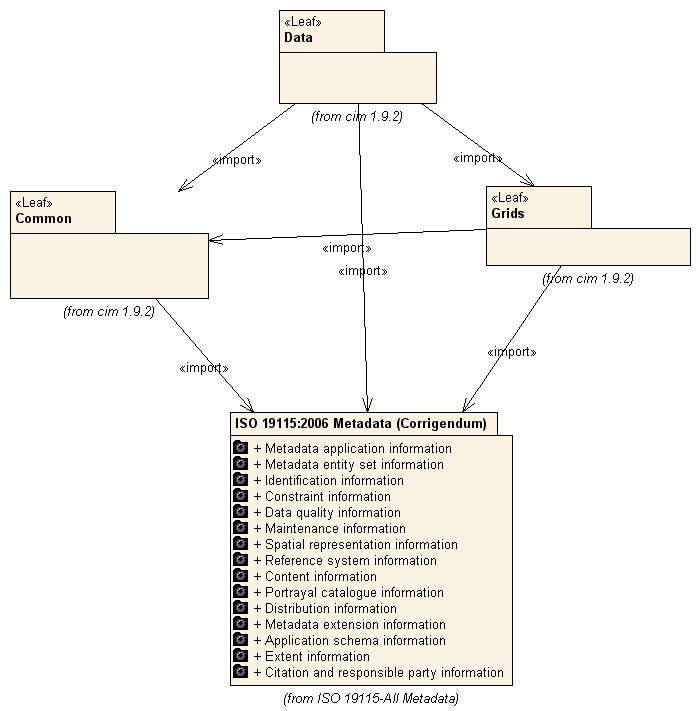 «Leaf»
Data
(from cim 1.9.2)
«import»
«import»
«Leaf»
Common
«Leaf»
Grids
«import»
«import»
(from cim 1.9.2)
(from cim 1.9.2)
«import»
«import»
ISO 19115:2006 Metadata (Corrigendum)
+ Metadata application information
+ Metadata entity set information
+ Identification information
+ Constraint information
+ Data quality information
+ Maintenance information
+ Spatial representation information
+ Reference system information
+ Content information
+ Portrayal catalogue information
+ Distribution information
+ Metadata extension information
+ Application schema information
+ Extent information
+ Citation and responsible party information
(from ISO 19115-All Metadata)